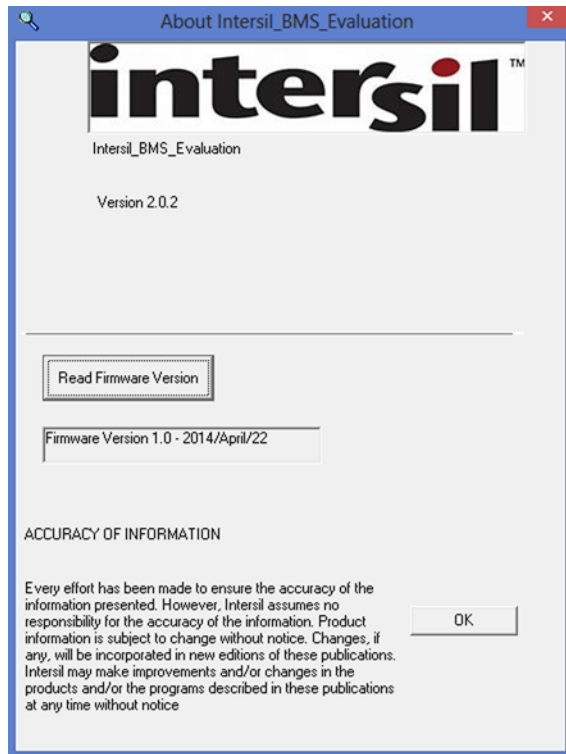 About Intersil_BMS_Evaluation
intersil™
Intersil_BMS_Evaluation
Version 2.0.2
Read Firmware Version
Firmware Version 1.0 - 2014/April/22
ACCURACY OF INFORMATION
Every effort has been made to ensure the accuracy of the
information presented. However, Intersil assumes no
responsibility for the accuracy of the information. Product
information is subject to change without notice. Changes, if
any, will be incorporated in new editions of these publications.
Intersil may make improvements and/or changes in the
products and/or the programs described in these publications
at any time without notice
OK